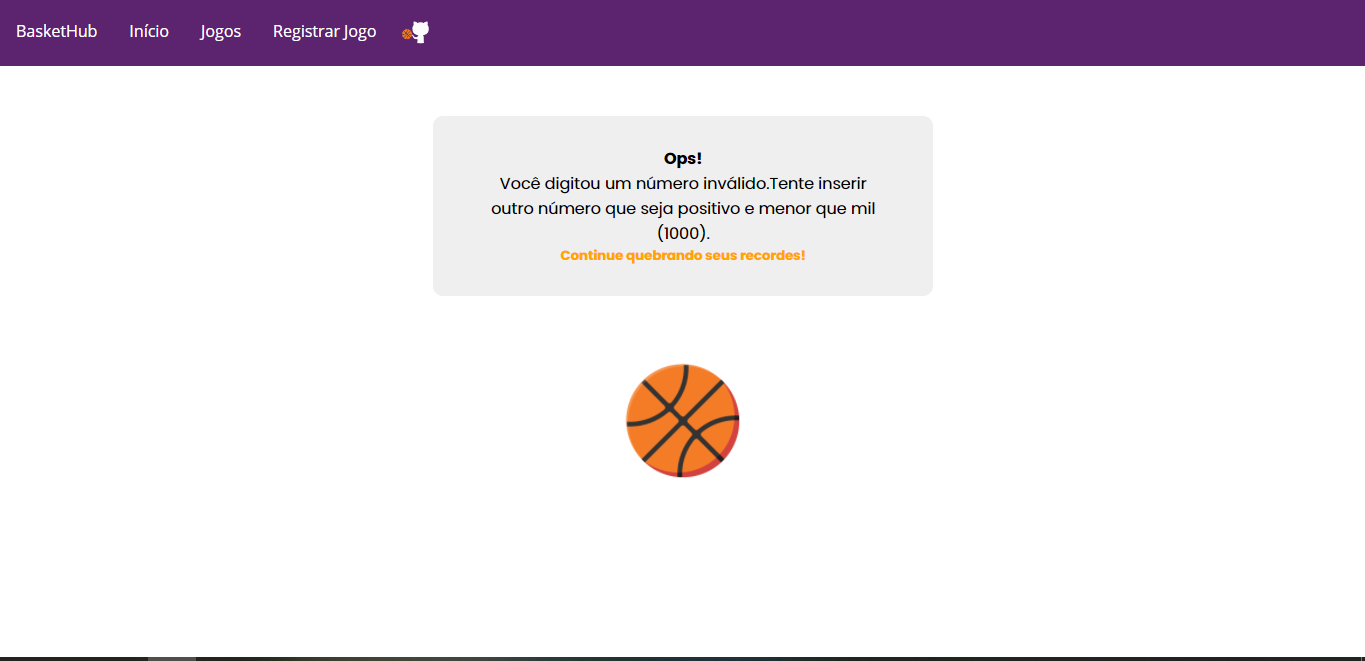 BasketHub Início Jogos Registrar Jogo
Ops!
Você digitou um número inválido.Tente inserir
outro número que seja positivo e menor que mil
(1000).
Continue quebrando seus recordes!